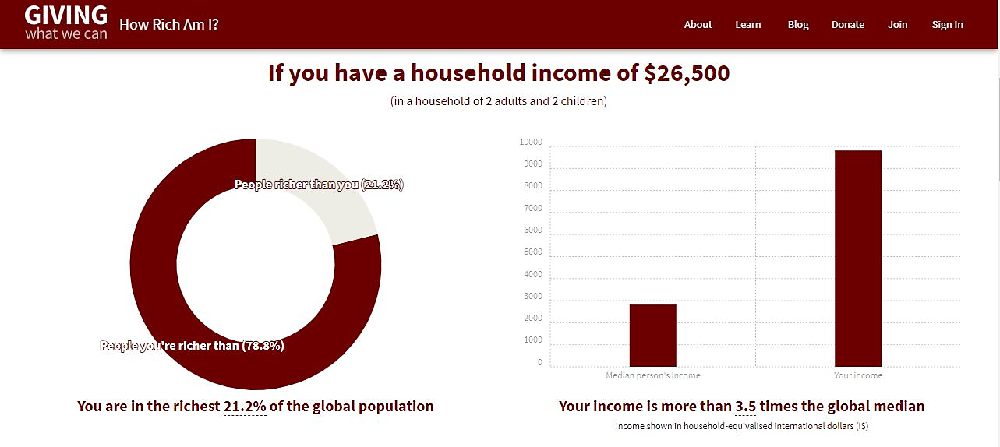 GIVING
what we can
How Rich Am I?
About Learn Blog Donate Join Sign In
If you have a household income of $26,500
(in a household of 2 adults and 2 children)
People richer than you (21.2%)
People you're richer than (78.8%)
You are in the richest 21.2% of the global population
10000
9000
8000
7000
6000
5000
4000
3000
2000
1000
0
Median person's income Your income
Your income is more than 3.5 times the global median
Income shown in household-equivalised international dollars (I$)